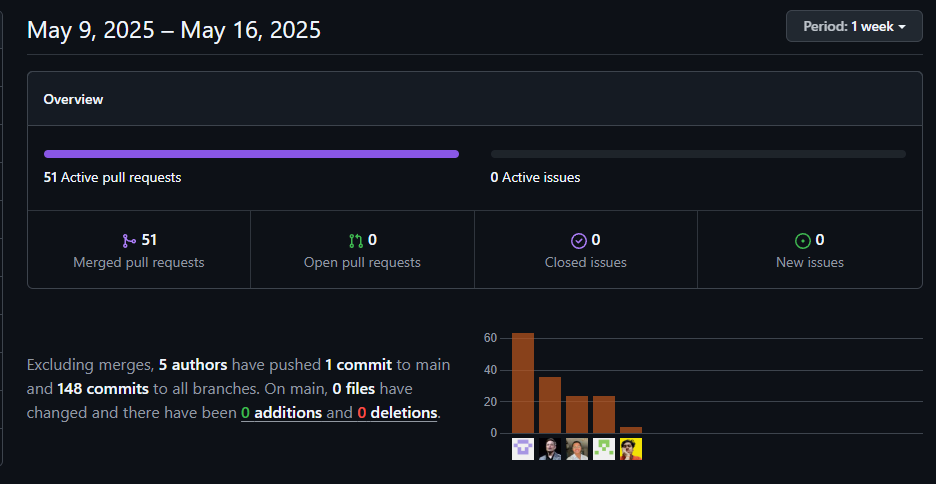 May 9, 2025 – May 16, 2025
Period: 1 week
Overview
51 Active pull requests
0 Active issues
51
Merged pull requests
0
Open pull requests
0
Closed issues
0
New issues
Excluding merges, 5 authors have pushed 1 commit to main
and 148 commits to all branches. On main, 0 files have
changed and there have been 0 additions and 0 deletions.
60
40
20
0